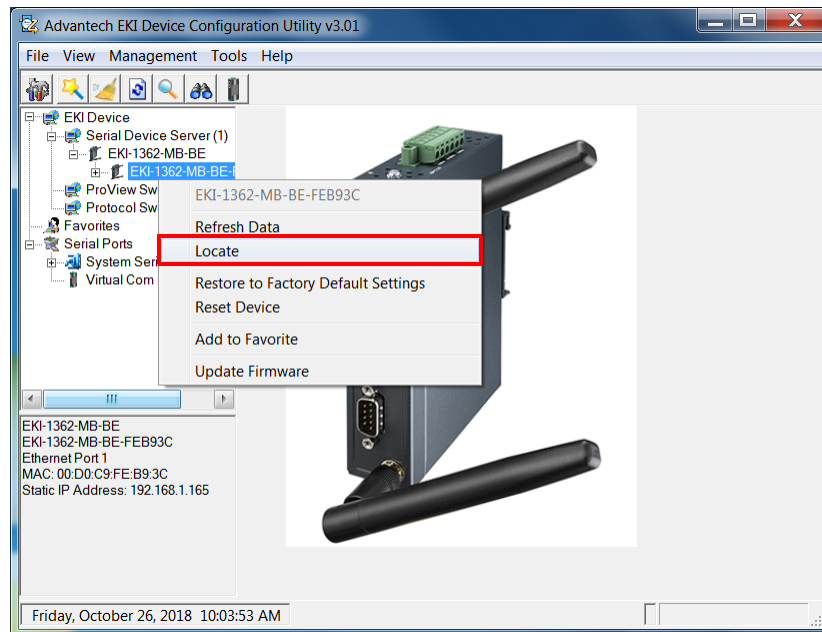 Advantech EKI Device Configuration Utility v3.01
File View Management Tools Help
EKI Device
Serial Device Server (1)
EKI-1362-MB-BE
EKI-1362-MB-BE-
ProView Sw
Protocol Sw
Favorites
Serial Ports
System Seri
Virtual Com
EKI-1362-MB-BE-FEB93C
Refresh Data
Locate
Restore to Factory Default Settings
Reset Device
Add to Favorite
Update Firmware
EKI-1362-MB-BE
EKI-1362-MB-BE-FEB93C
Ethernet Port 1
MAC: 00:D0:C9:FE:B9:3C
Static IP Address: 192.168.1.165
Friday, October 26, 2018 10:03:53 AM